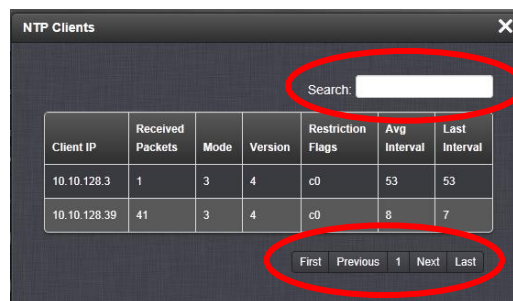 NTP Clients X
Search:
Client IP Received Packets Mode Version Restriction Flags Avg Interval Last Interval
10.10.128.3 1 3 4 c0 53 53
10.10.128.39 41 3 4 c0 8 7
First Previous 1 Next Last